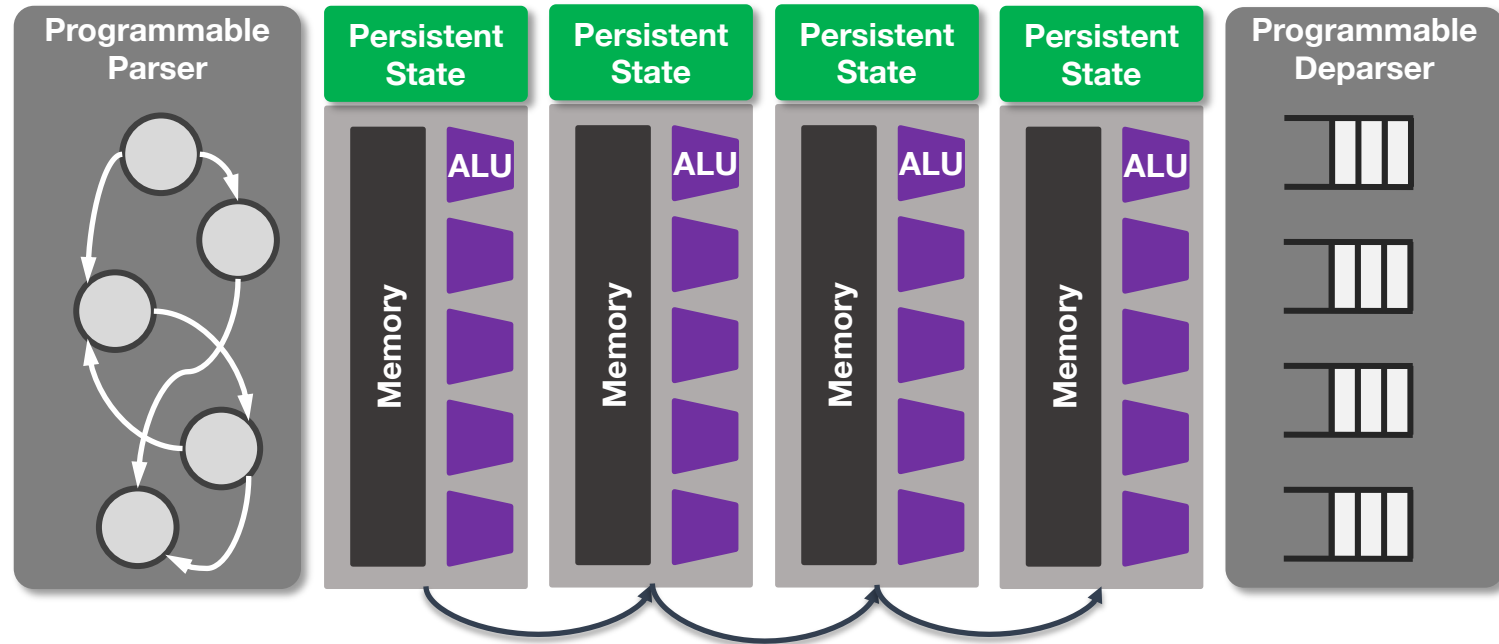 Programmable
Parser
Persistent
State
Persistent
State
Persistent
State
Persistent
State
Programmable
Deparser
Memory
ALU
Memory
ALU
Memory
ALU
Memory
ALU